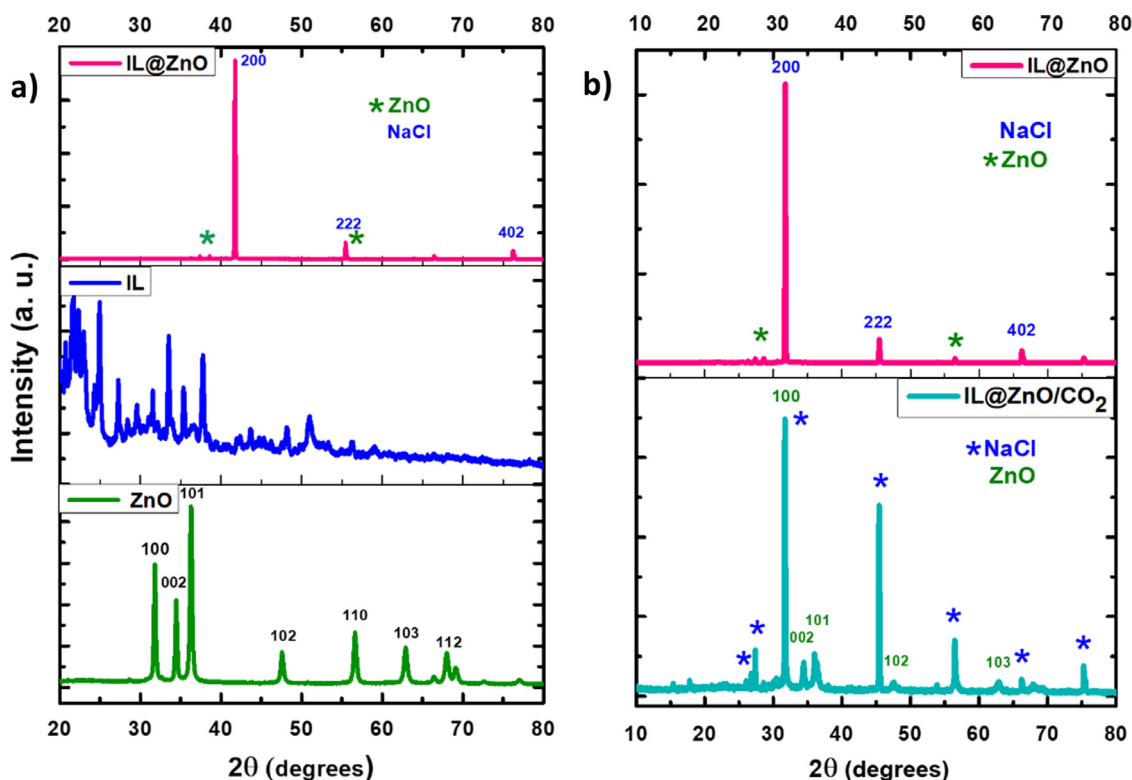 a)
20 30 40 50 60 70 80
IL@ZnO
200
* ZnO
NaCl
*
222
*
402
IL
ZnO
100
002
101
102
110
103
112
Intensity (a. u.)
20 30 40 50 60 70 80
2θ (degrees)
b)
10 20 30 40 50 60 70 80
IL@ZnO
200
NaCl
* ZnO
*
222
*
402
IL@ZnO/CO2
100
*
* NaCl
ZnO
*
*
*
002
101
102
*
103
*
*
10 20 30 40 50 60 70 80
2θ (degrees)